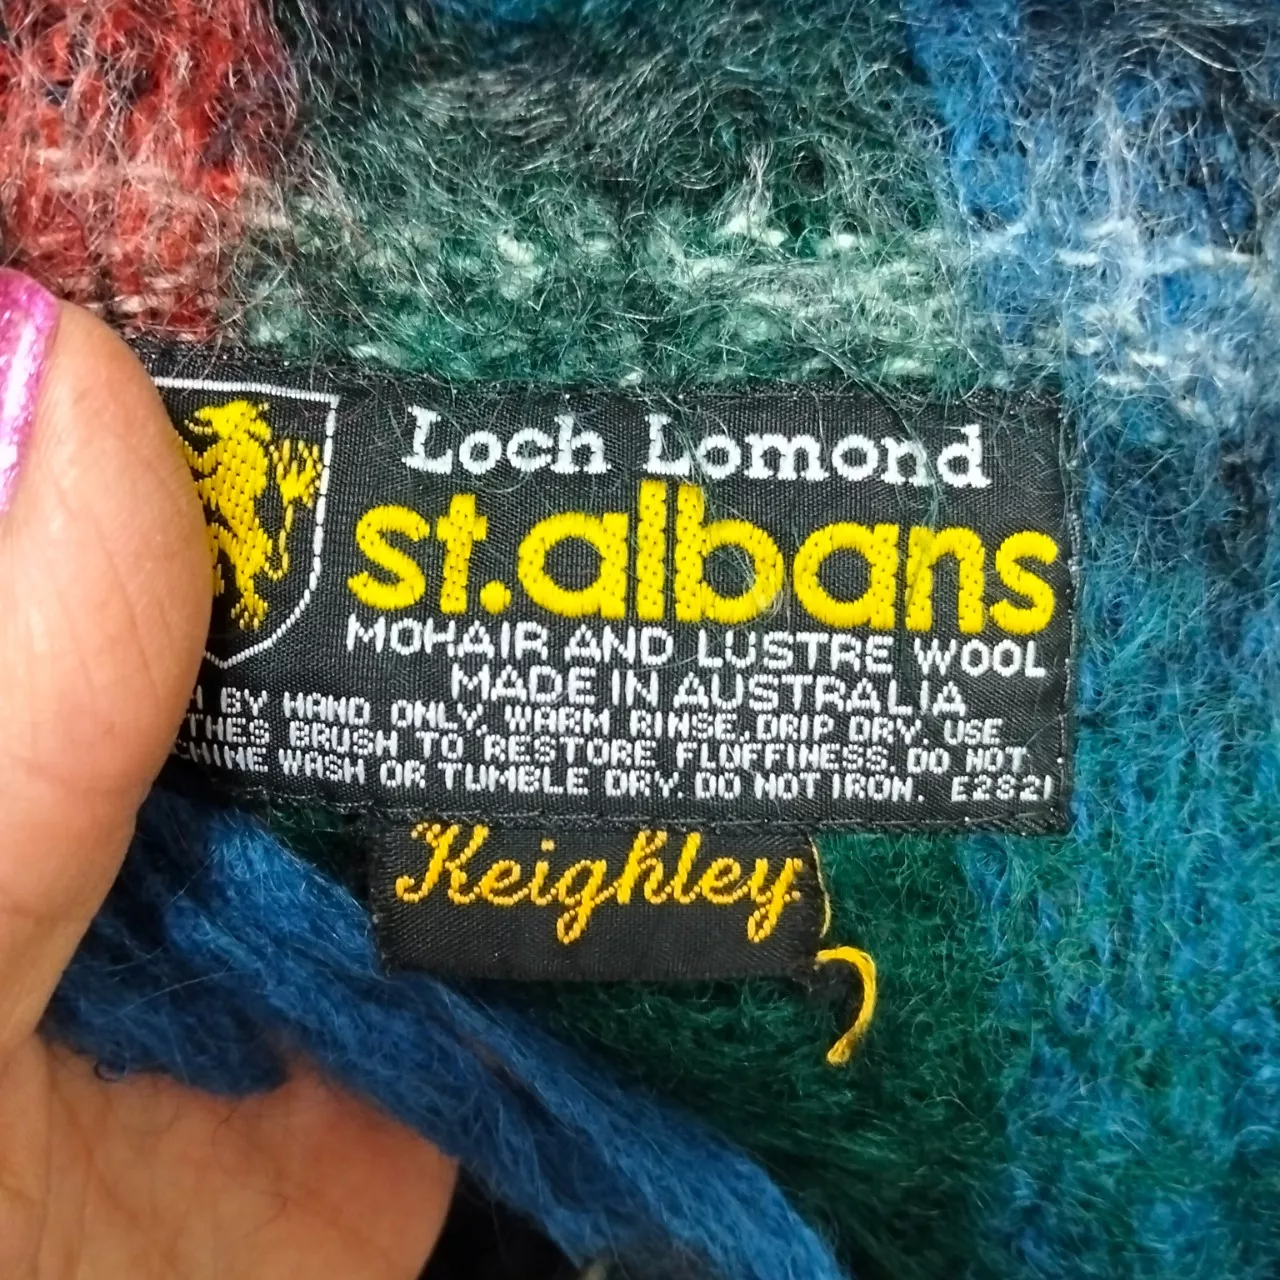 Loch Lomond
st.albans
MOHAIR AND LUSTRE WOOL
MADE IN AUSTRALIA
BY HAND ONLY. WARM RINSE. DRIP DRY. USE
BRUSH TO RESTORE FLUFFINESS. DO NOT
WASH OR TUMBLE DRY. DO NOT IRON. E2821
Keighley